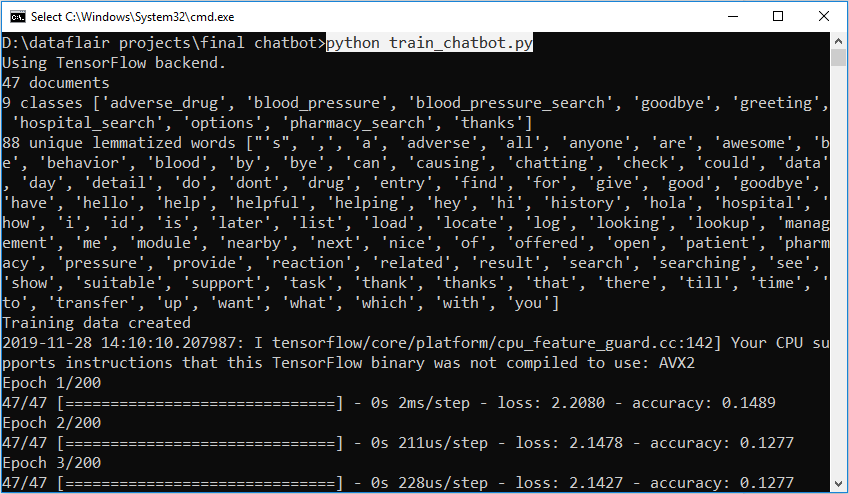 Select C:\Windows\System32\cmd.exe
D:\dataflair projects\final chatbot>python train_chatbot.py
Using TensorFlow backend.
47 documents
9 classes ['adverse_drug', 'blood_pressure', 'blood_pressure_search', 'goodbye', 'greeting',
 'hospital_search', 'options', 'pharmacy_search', 'thanks']
88 unique lemmatized words ["'s", ',', 'a', 'adverse', 'all', 'anyone', 'are', 'awesome', 'b
e', 'behavior', 'blood', 'by', 'bye', 'can', 'causing', 'chatting', 'check', 'could', 'data'
, 'day', 'detail', 'do', 'dont', 'drug', 'entry', 'find', 'for', 'give', 'good', 'goodbye',
'have', 'hello', 'help', 'helpful', 'helping', 'hey', 'hi', 'history', 'hola', 'hospital', '
how', 'i', 'id', 'is', 'later', 'list', 'load', 'locate', 'log', 'looking', 'lookup', 'manag
ement', 'me', 'module', 'nearby', 'next', 'nice', 'of', 'offered', 'open', 'patient', 'pharm
acy', 'pressure', 'provide', 'reaction', 'related', 'result', 'search', 'searching', 'see',
'show', 'suitable', 'support', 'task', 'thank', 'thanks', 'that', 'there', 'till', 'time', '
to', 'transfer', 'up', 'want', 'what', 'which', 'with', 'you']
Training data created
2019-11-28 14:10:10.207987: I tensorflow/core/platform/cpu_feature_guard.cc:142] Your CPU su
pports instructions that this TensorFlow binary was not compiled to use: AVX2
Epoch 1/200
47/47 [==============================] - 0s 2ms/step - loss: 2.2080 - accuracy: 0.1489
Epoch 2/200
47/47 [==============================] - 0s 211us/step - loss: 2.1478 - accuracy: 0.1277
Epoch 3/200
47/47 [==============================] - 0s 228us/step - loss: 2.1427 - accuracy: 0.1277